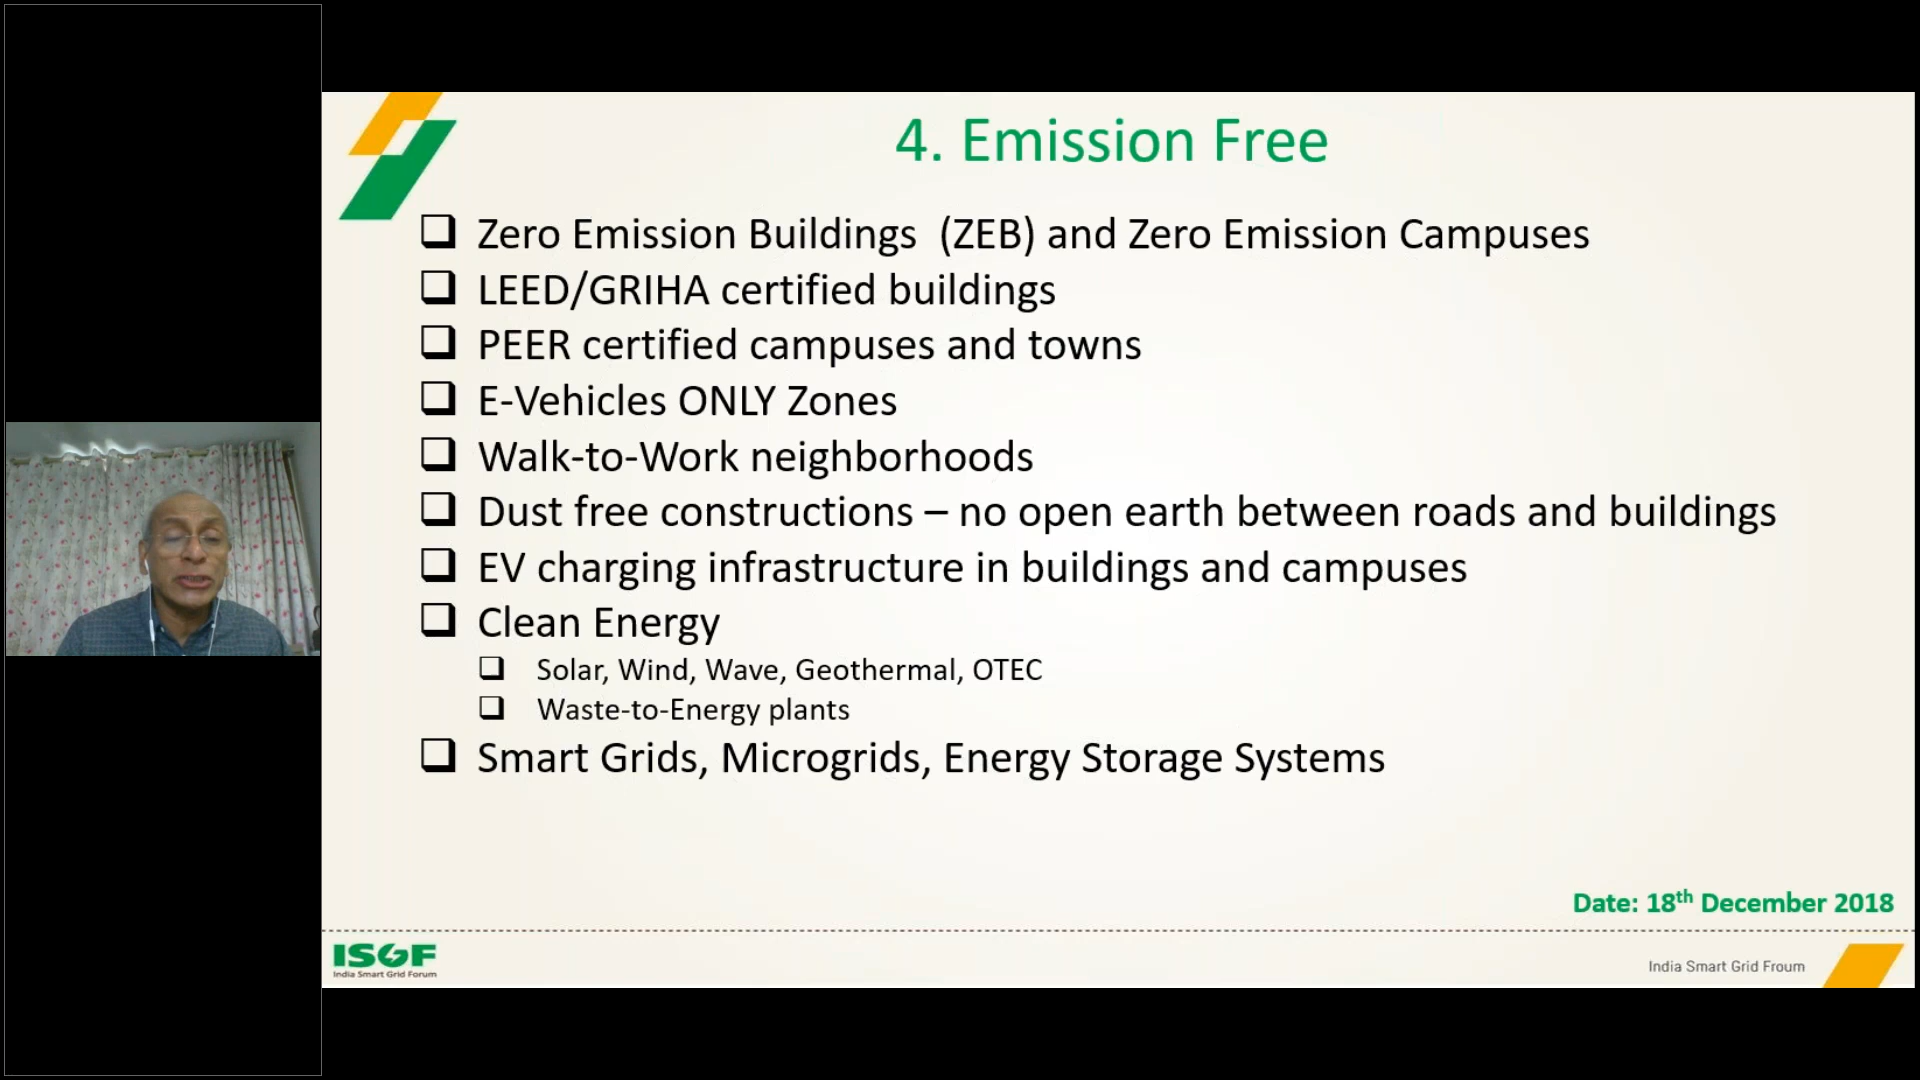 4. Emission Free
Zero Emission Buildings (ZEB) and Zero Emission Campuses
LEED/GRIHA certified buildings
PEER certified campuses and towns
E-Vehicles ONLY Zones
Walk-to-Work neighborhoods
Dust free constructions – no open earth between roads and buildings
EV charging infrastructure in buildings and campuses
Clean Energy
Solar, Wind, Wave, Geothermal, OTEC
Waste-to-Energy plants
Smart Grids, Microgrids, Energy Storage Systems
Date: 18th December 2018
ISGF
India Smart Grid Forum
India Smart Grid Froum